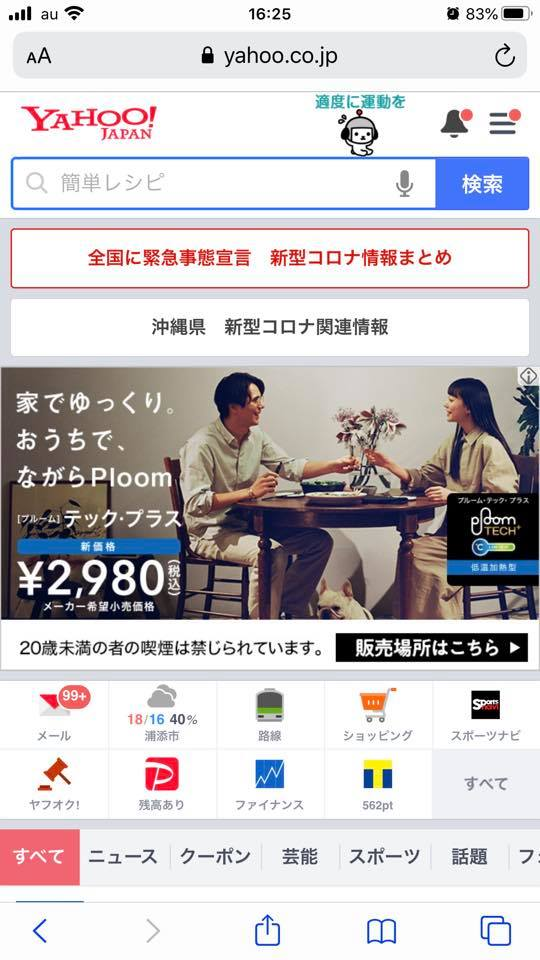 au 16:25 83%
AA yahoo.co.jp
YAHOO!
JAPAN
適度に運動を
簡単レシピ 検索
全国に緊急事態宣言 新型コロナ情報まとめ
沖縄県 新型コロナ関連情報
家でゆっくり。
おうちで、
ながらPloom
[プルーム]テック・プラス
新価格
¥2,980(税込)
メーカー希望小売価格
プルーム・テック・プラス
ploom
TECH+
低温加熱型
20歳未満の者の喫煙は禁じられています。 販売場所はこちら ▶
99+
メール
18/16 40%
浦添市
路線
ショッピング
Sports
navi
スポーツナビ
ヤフオク!
残高あり
ファイナンス
T
562pt
すべて
すべて ニュース クーポン 芸能 スポーツ 話題 フ